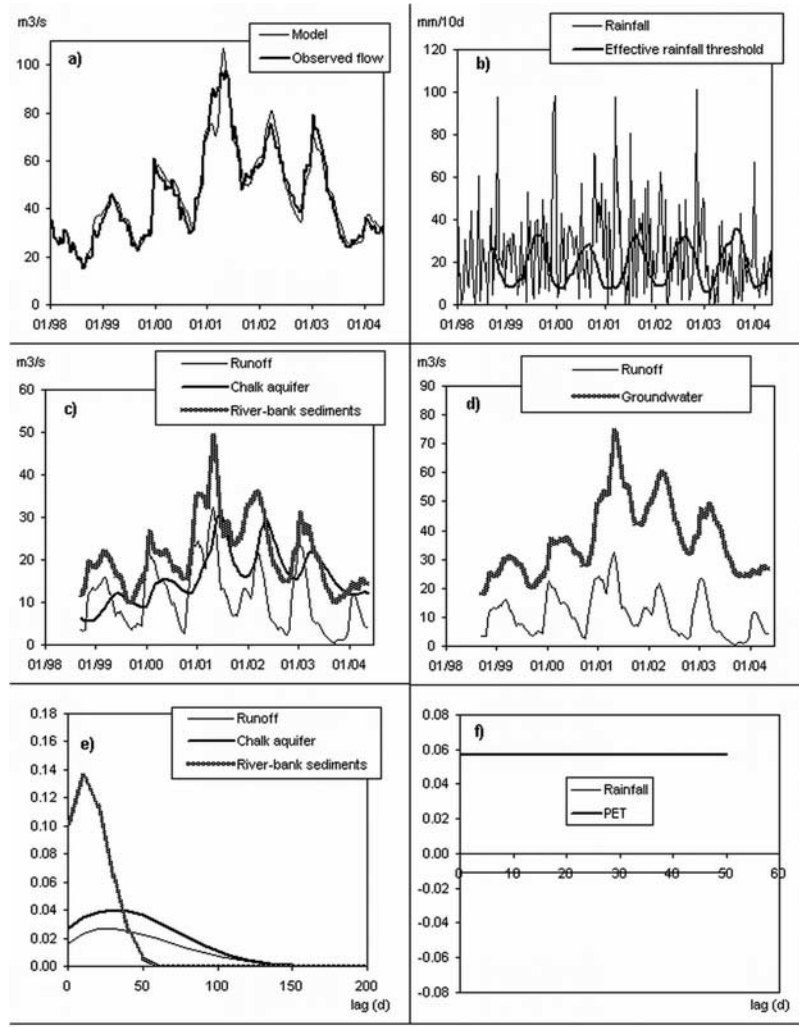 m3/s
a)
Model
Observed flow
100
80
60
40
20
0
01/98 01/99 01/00 01/01 01/02 01/03 01/04
mm/10d
b)
Rainfall
Effective rainfall threshold
120
100
80
60
40
20
0
01/98 01/99 01/00 01/01 01/02 01/03 01/04
m3/s
c)
Runoff
Chalk aquifer
River-bank sediments
60
50
40
30
20
10
0
01/98 01/99 01/00 01/01 01/02 01/03 01/04
m3/s
d)
Runoff
Groundwater
90
80
70
60
50
40
30
20
10
0
01/98 01/99 01/00 01/01 01/02 01/03 01/04
e)
Runoff
Chalk aquifer
River-bank sediments
0.18
0.16
0.14
0.12
0.10
0.08
0.06
0.04
0.02
0.00
0 50 100 150 200
lag (d)
f)
Rainfall
PET
0.08
0.06
0.04
0.02
0.00
-0.02
-0.04
-0.06
-0.08
0 10 20 30 40 50 60
lag (d)